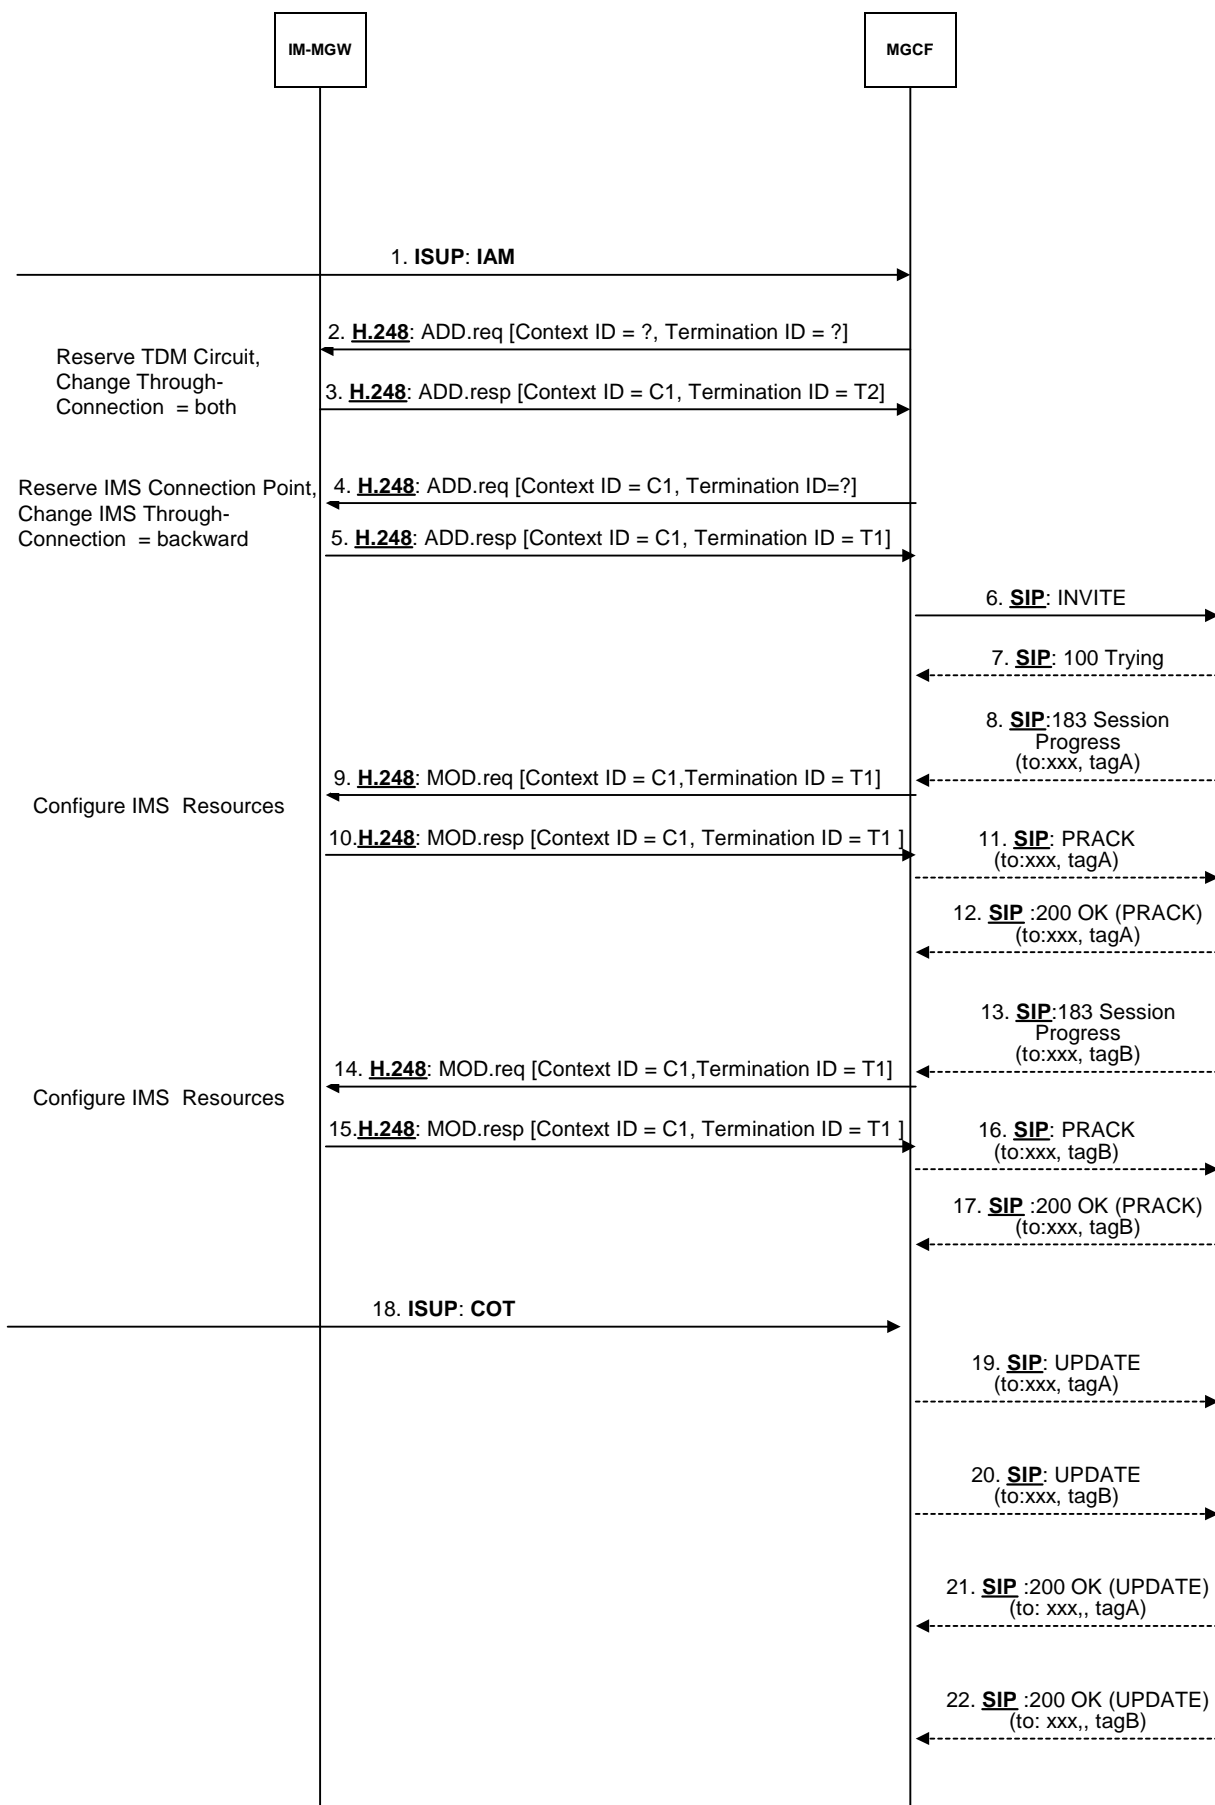 IM-MGW
MGCF
1. ISUP: IAM
2. H.248: ADD.req [Context ID = ?, Termination ID = ?]
Reserve TDM Circuit,
Change Through-
Connection = both
3. H.248: ADD.resp [Context ID = C1, Termination ID = T2]
Reserve IMS Connection Point,
Change IMS Through-
Connection = backward
4. H.248: ADD.req [Context ID = C1, Termination ID=?]
5. H.248: ADD.resp [Context ID = C1, Termination ID = T1]
6. SIP: INVITE
7. SIP: 100 Trying
8. SIP:183 Session
Progress
(to:xxx, tagA)
9. H.248: MOD.req [Context ID = C1,Termination ID = T1]
Configure IMS Resources
10.H.248: MOD.resp [Context ID = C1, Termination ID = T1 ]
11. SIP: PRACK
(to:xxx, tagA)
12. SIP :200 OK (PRACK)
(to:xxx, tagA)
13. SIP:183 Session
Progress
(to:xxx, tagB)
14. H.248: MOD.req [Context ID = C1,Termination ID = T1]
Configure IMS Resources
15.H.248: MOD.resp [Context ID = C1, Termination ID = T1 ]
16. SIP: PRACK
(to:xxx, tagB)
17. SIP :200 OK (PRACK)
(to:xxx, tagB)
18. ISUP: COT
19. SIP: UPDATE
(to:xxx, tagA)
20. SIP: UPDATE
(to:xxx, tagB)
21. SIP :200 OK (UPDATE)
(to: xxx,, tagA)
22. SIP :200 OK (UPDATE)
(to: xxx,, tagB)